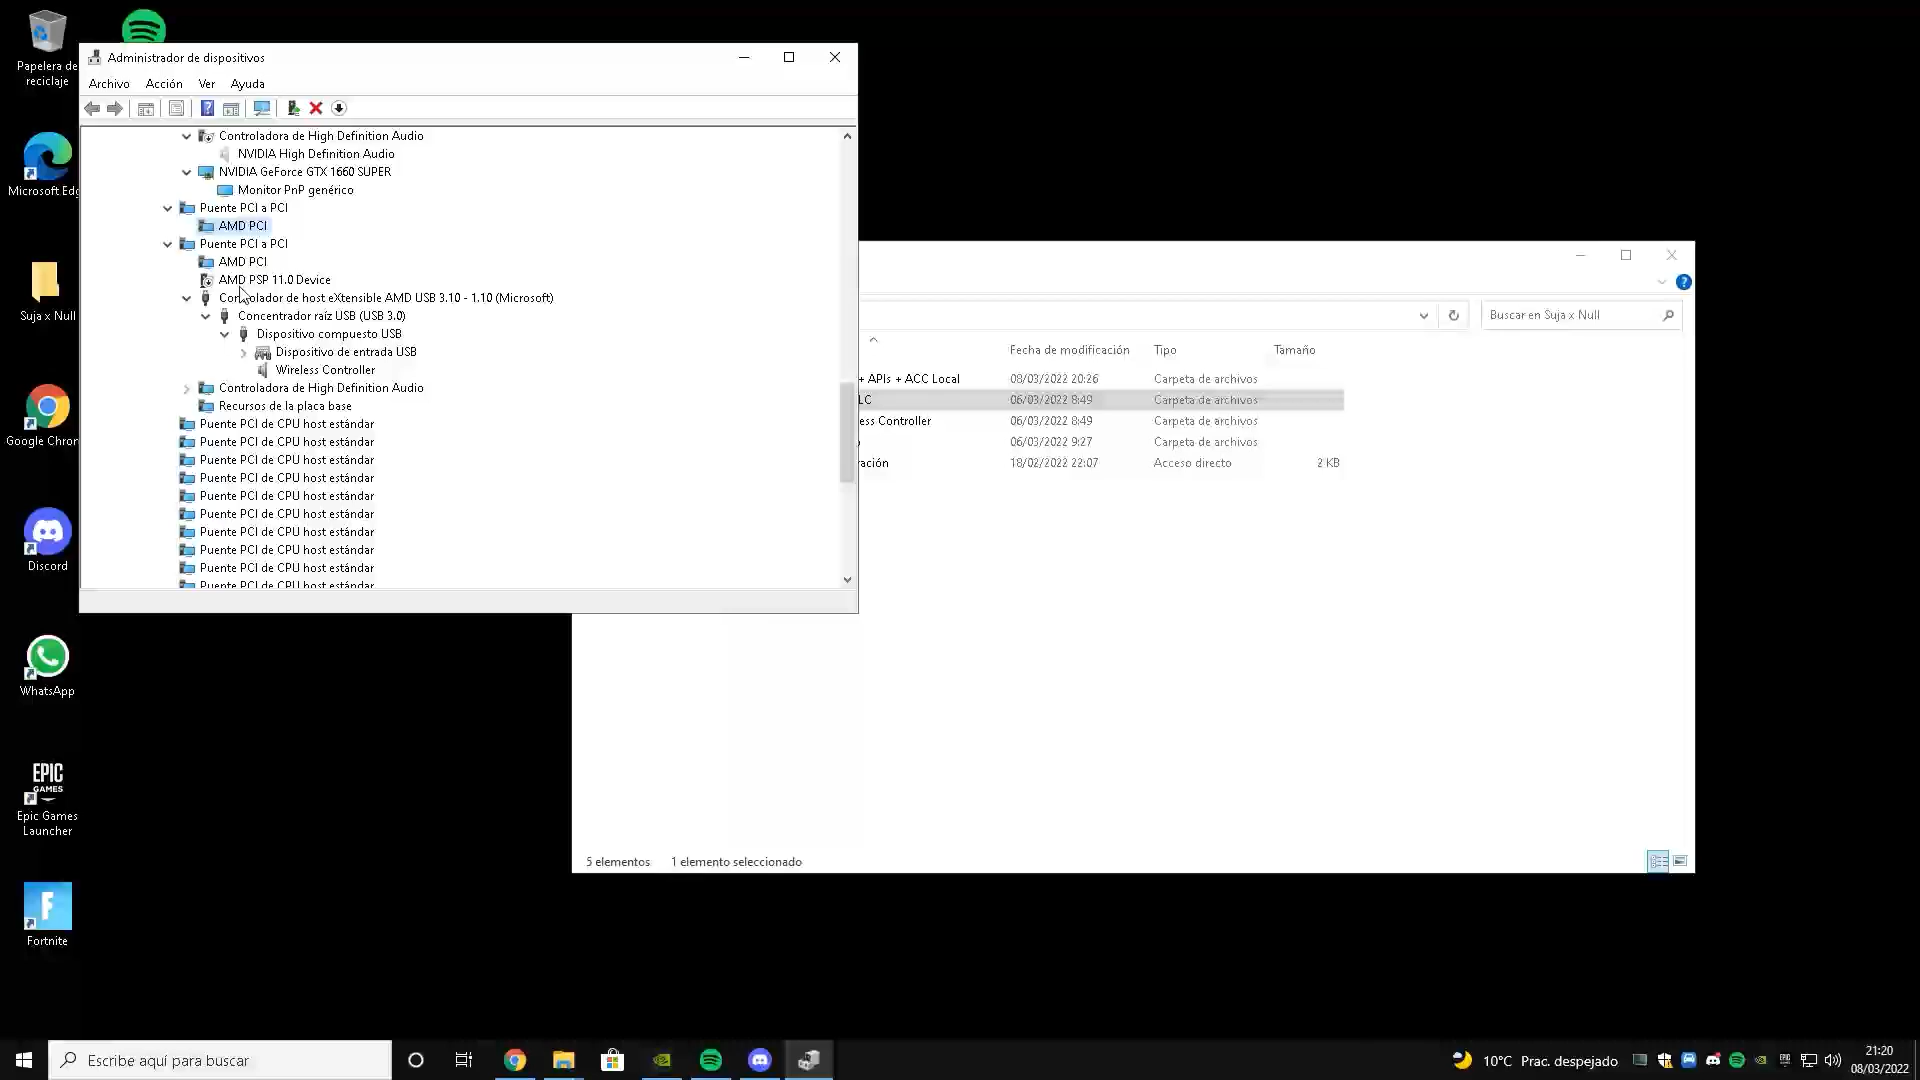 Papelera de
reciclaje
Microsoft Edg
Suja x Null
Google Chron
Discord
WhatsApp
EPIC
GAMES
Epic Games
Launcher
Fortnite
Administrador de dispositivos
Archivo Acción Ver Ayuda
Controladora de High Definition Audio
NVIDIA High Definition Audio
NVIDIA GeForce GTX 1660 SUPER
Monitor PnP genérico
Puente PCI a PCI
AMD PCI
Puente PCI a PCI
AMD PCI
AMD PSP 11.0 Device
Controlador de host eXtensible AMD USB 3.10 - 1.10 (Microsoft)
Concentrador raíz USB (USB 3.0)
Dispositivo compuesto USB
Dispositivo de entrada USB
Wireless Controller
Controladora de High Definition Audio
Recursos de la placa base
Puente PCI de CPU host estándar
Puente PCI de CPU host estándar
Puente PCI de CPU host estándar
Puente PCI de CPU host estándar
Puente PCI de CPU host estándar
Puente PCI de CPU host estándar
Puente PCI de CPU host estándar
Puente PCI de CPU host estándar
Puente PCI de CPU host estándar
Puente PCI de CPU host estándar
Buscar en Suja x Null
Fecha de modificación Tipo Tamaño
+ APIs + ACC Local 08/03/2022 20:26 Carpeta de archivos
LC 06/03/2022 8:49 Carpeta de archivos
ess Controller 06/03/2022 8:49 Carpeta de archivos
06/03/2022 9:27 Carpeta de archivos
ración 18/02/2022 22:07 Acceso directo 2 KB
5 elementos 1 elemento seleccionado
Escribe aquí para buscar
10°C Prac. despejado
21:20
08/03/2022